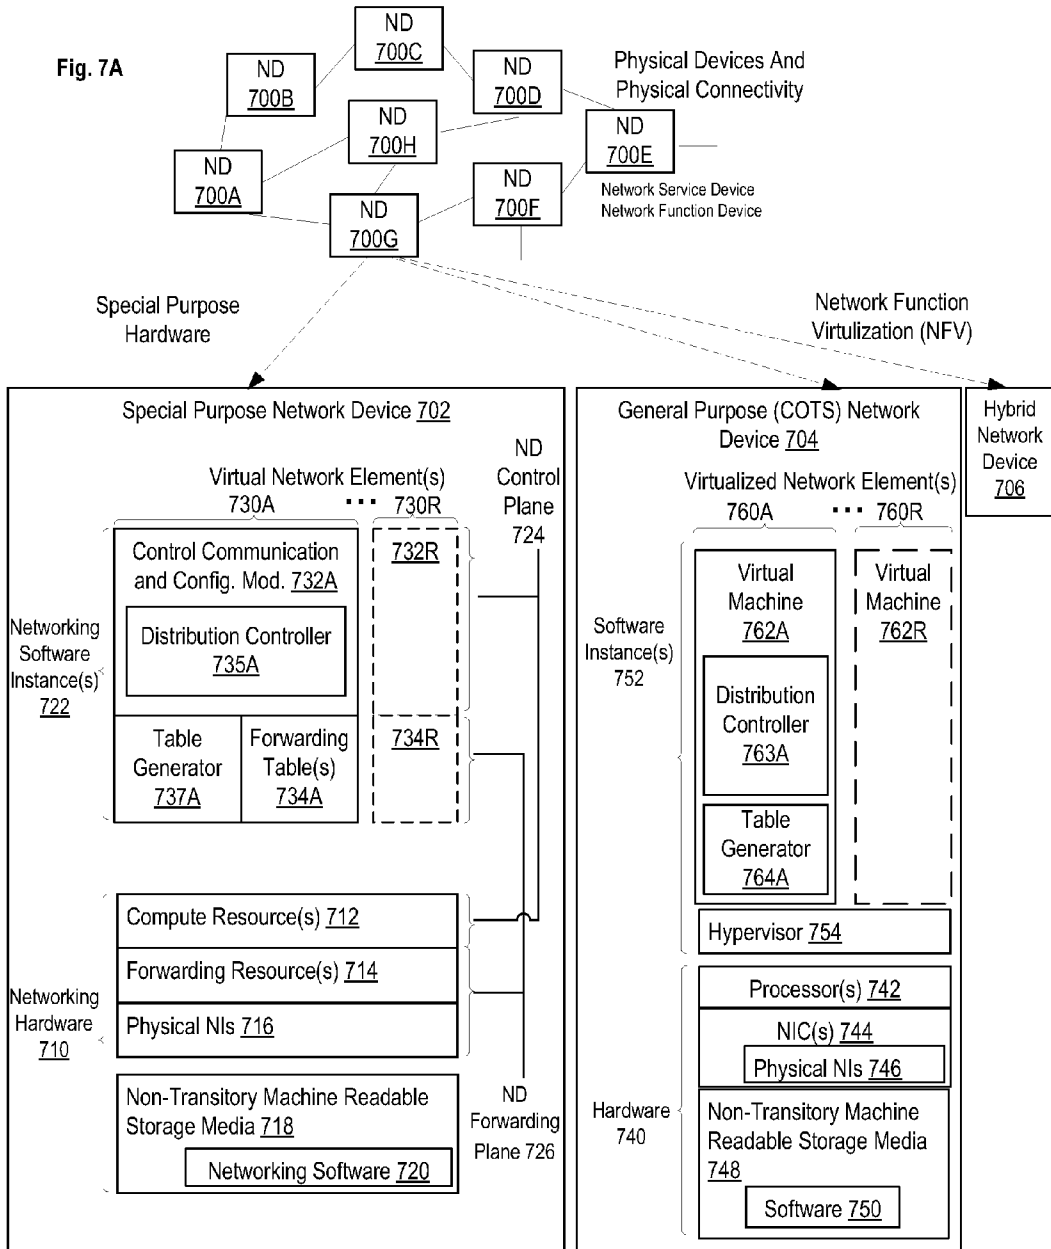 Fig. 7A
ND
700C
ND
700B
ND
700D
Physical Devices And
Physical Connectivity
ND
700H
ND
700E
ND
700A
ND
700F
Network Service Device
Network Function Device
ND
700G
Special Purpose
Hardware
Network Function
Virtulization (NFV)
Special Purpose Network Device 702
Virtual Network Element(s)
730A
...
730R
ND
Control
Plane
724
Networking
Software
Instance(s)
722
Control Communication
and Config. Mod. 732A
Distribution Controller
735A
732R
Table
Generator
737A
Forwarding
Table(s)
734A
734R
Networking
Hardware
710
Compute Resource(s) 712
Forwarding Resource(s) 714
Physical NIs 716
Non-Transitory Machine Readable
Storage Media 718
Networking Software 720
ND
Forwarding
Plane 726
General Purpose (COTS) Network
Device 704
Virtualized Network Element(s)
760A
...
760R
Software
Instance(s)
752
Virtual
Machine
762A
Distribution
Controller
763A
Table
Generator
764A
Virtual
Machine
762R
Hypervisor 754
Hardware
740
Processor(s) 742
NIC(s) 744
Physical NIs 746
Non-Transitory Machine
Readable Storage Media
748
Software 750
Hybrid
Network
Device
706